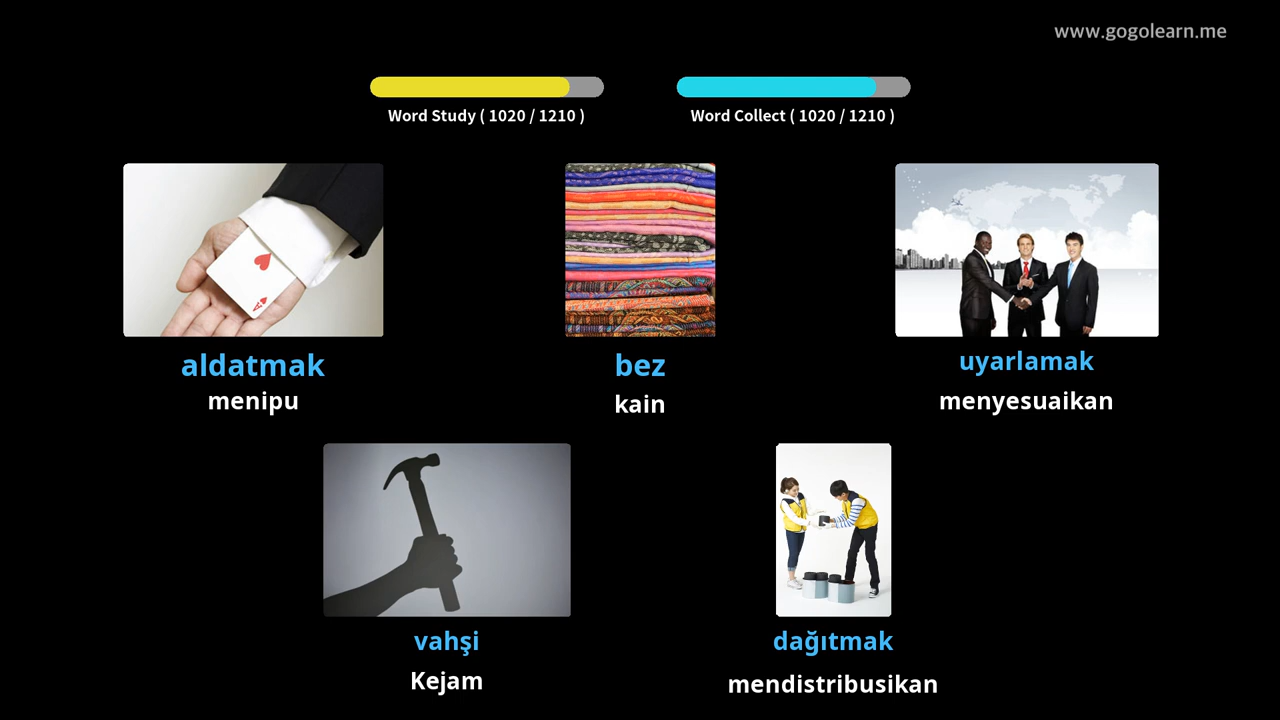 www.gogolearn.me
Word Study ( 1020 / 1210 )
Word Collect ( 1020 / 1210 )
aldatmak
menipu
bez
kain
uyarlamak
menyesuaikan
vahşi
Kejam
dağıtmak
mendistribusikan